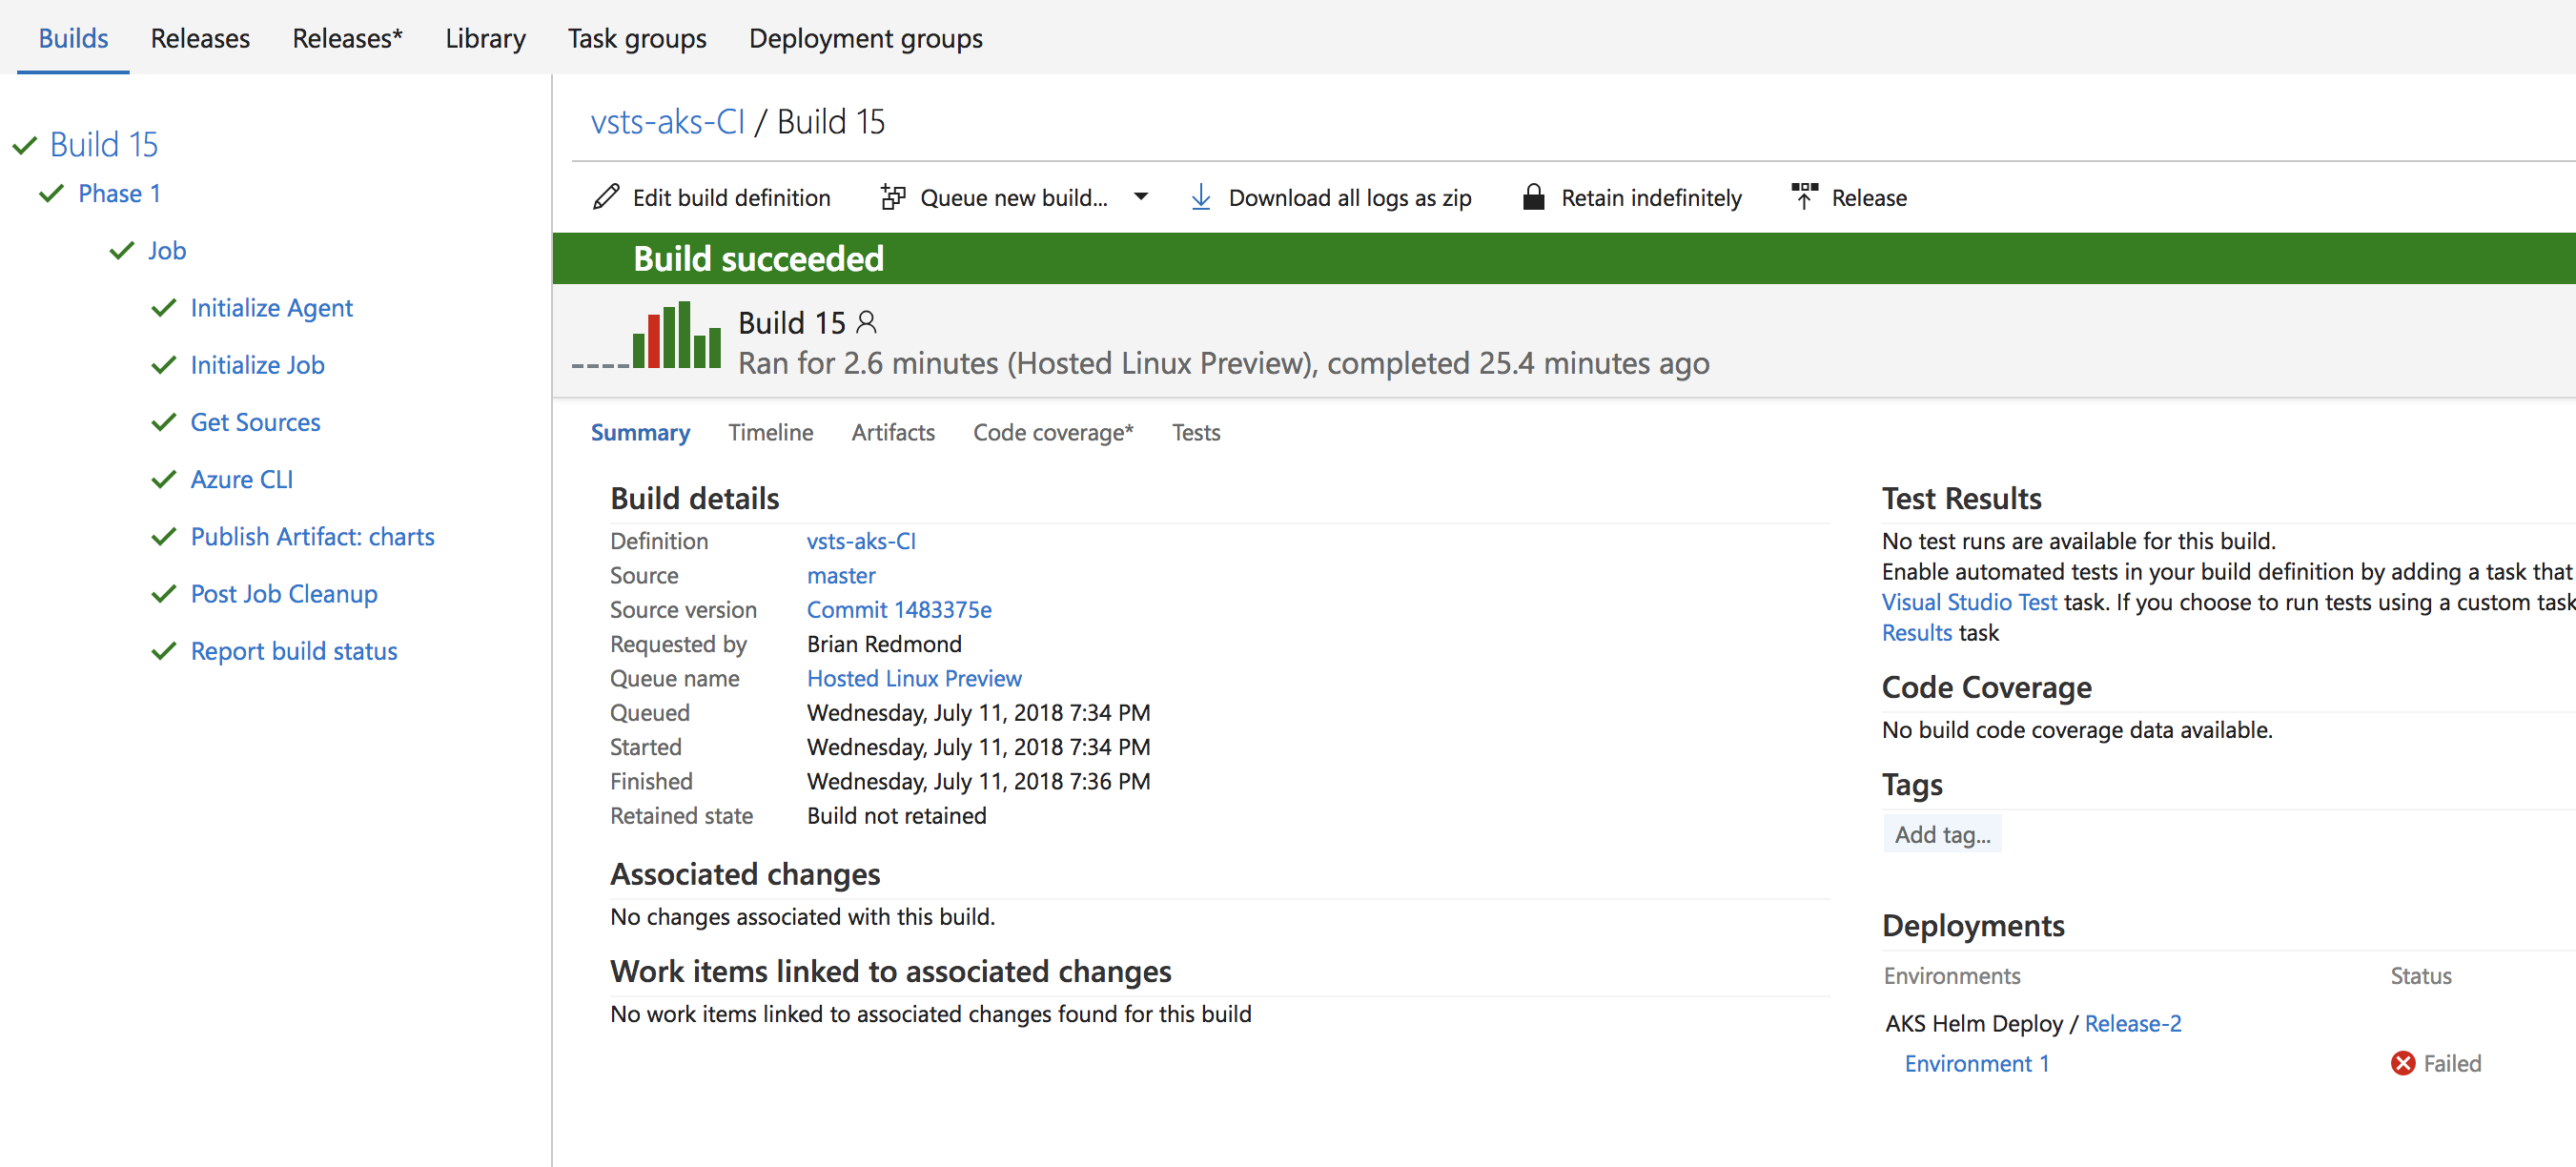 Builds Releases Releases* Library Task groups Deployment groups
Build 15
Phase 1
Job
Initialize Agent
Initialize Job
Get Sources
Azure CLI
Publish Artifact: charts
Post Job Cleanup
Report build status
vsts-aks-CI / Build 15
Edit build definition Queue new build... Download all logs as zip Retain indefinitely Release
Build succeeded
Build 15
Ran for 2.6 minutes (Hosted Linux Preview), completed 25.4 minutes ago
Summary Timeline Artifacts Code coverage* Tests
Build details
Definition vsts-aks-CI
Source master
Source version Commit 1483375e
Requested by Brian Redmond
Queue name Hosted Linux Preview
Queued Wednesday, July 11, 2018 7:34 PM
Started Wednesday, July 11, 2018 7:34 PM
Finished Wednesday, July 11, 2018 7:36 PM
Retained state Build not retained
Associated changes
No changes associated with this build.
Work items linked to associated changes
No work items linked to associated changes found for this build
Test Results
No test runs are available for this build.
Enable automated tests in your build definition by adding a task that
Visual Studio Test task. If you choose to run tests using a custom task
Results task
Code Coverage
No build code coverage data available.
Tags
Add tag...
Deployments
Environments Status
AKS Helm Deploy / Release-2
Environment 1 Failed